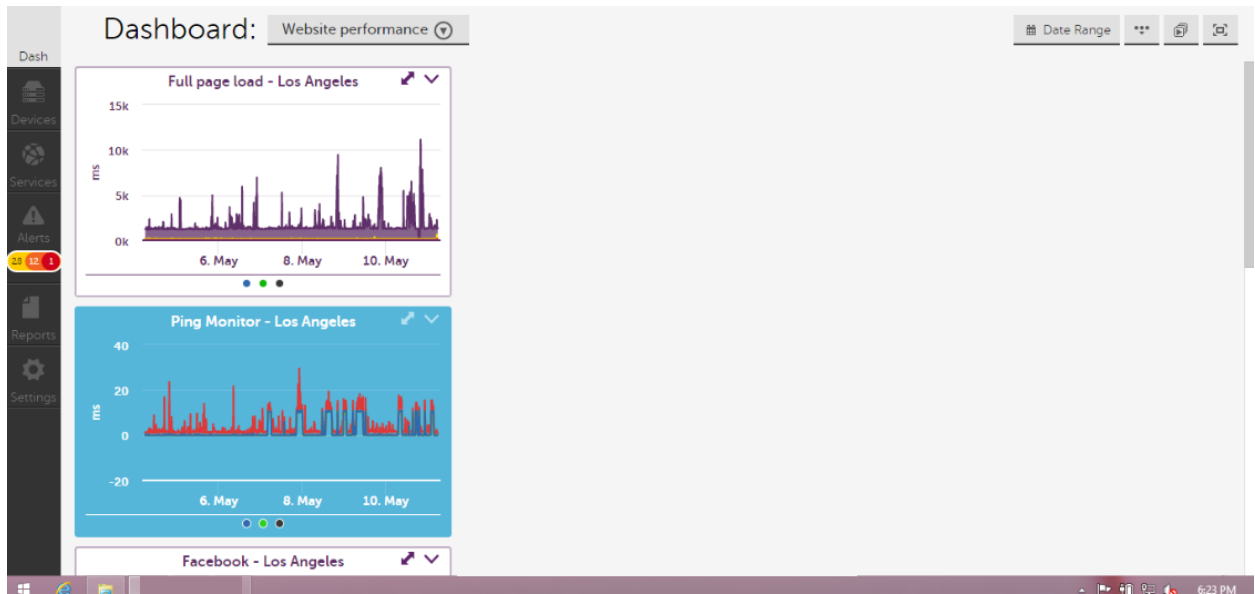 Dashboard: Website performance
Date Range
Dash
Devices
Services
Alerts
28 12 1
Reports
Settings
Full page load - Los Angeles
15k
10k
5k
0k
ms
6. May 8. May 10. May
Ping Monitor - Los Angeles
40
20
0
-20
ms
6. May 8. May 10. May
Facebook - Los Angeles
6:23 PM